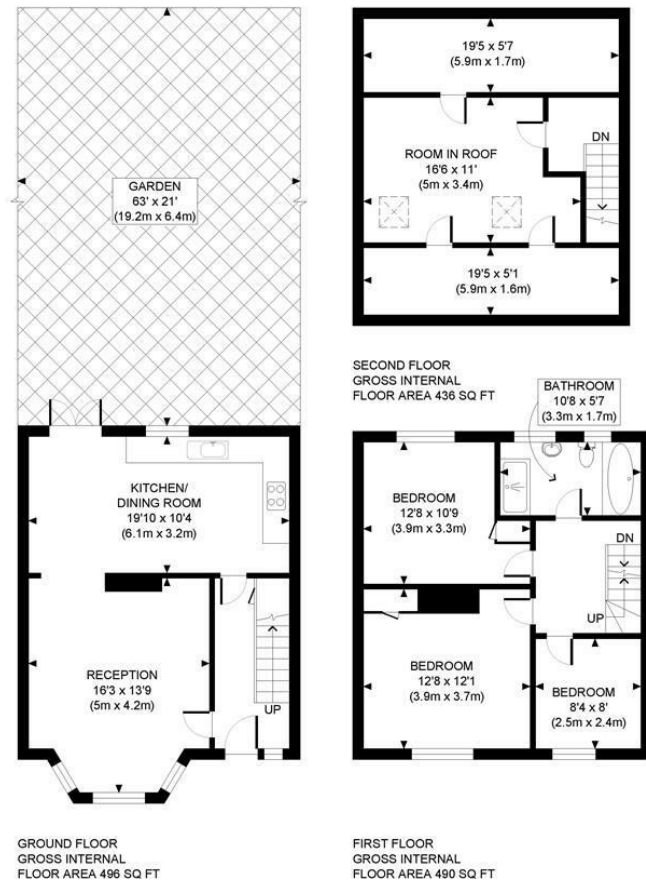 GARDEN
63' x 21'
(19.2m x 6.4m)
KITCHEN/
DINING ROOM
19'10 x 10'4
(6.1m x 3.2m)
RECEPTION
16'3 x 13'9
(5m x 4.2m)
UP
GROUND FLOOR
GROSS INTERNAL
FLOOR AREA 496 SQ FT
19'5 x 5'7
(5.9m x 1.7m)
ROOM IN ROOF
16'6 x 11'
(5m x 3.4m)
DN
19'5 x 5'1
(5.9m x 1.6m)
SECOND FLOOR
GROSS INTERNAL
FLOOR AREA 436 SQ FT
BATHROOM
10'8 x 5'7
(3.3m x 1.7m)
BEDROOM
12'8 x 10'9
(3.9m x 3.3m)
DN
UP
BEDROOM
12'8 x 12'1
(3.9m x 3.7m)
BEDROOM
8'4 x 8'
(2.5m x 2.4m)
FIRST FLOOR
GROSS INTERNAL
FLOOR AREA 490 SQ FT